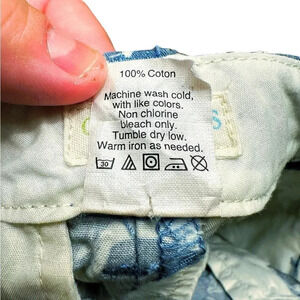 100% Coton
Machine wash cold,
with like colors.
Non chlorine
bleach only.
Tumble dry low.
Warm iron as needed.
30